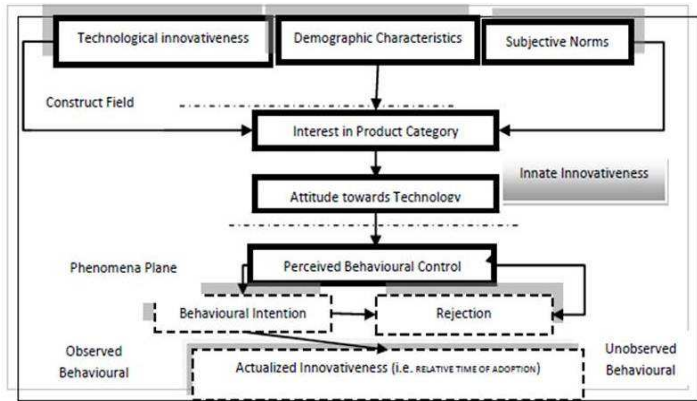 Technological innovativeness
Demographic Characteristics
Subjective Norms
Construct Field
Interest in Product Category
Innate Innovativeness
Attitude towards Technology
Phenomena Plane
Perceived Behavioural Control
Behavioural Intention
Rejection
Observed
Behavioural
Unobserved
Behavioural
Actualized Innovativeness (i.e. RELATIVE TIME OF ADOPTION)